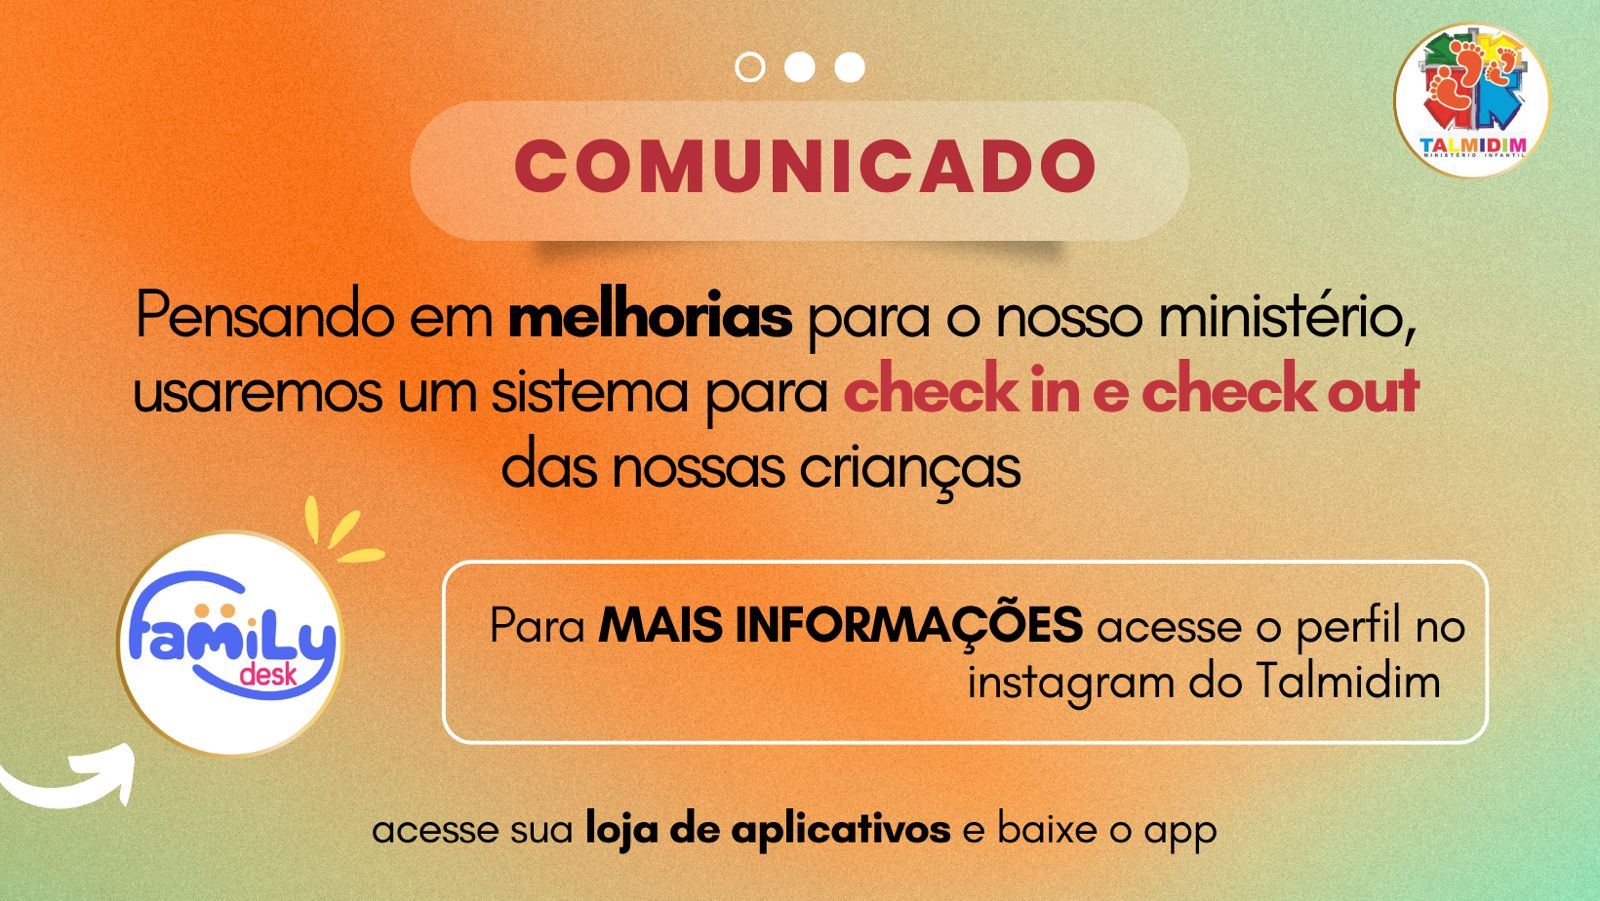 TALMIDIM
MINISTÉRIO INFANTIL
COMUNICADO
Pensando em melhorias para o nosso ministério,
usaremos um sistema para check in e check out
das nossas crianças
family
desk
Para MAIS INFORMAÇÕES acesse o perfil no
instagram do Talmidim
acesse sua loja de aplicativos e baixe o app